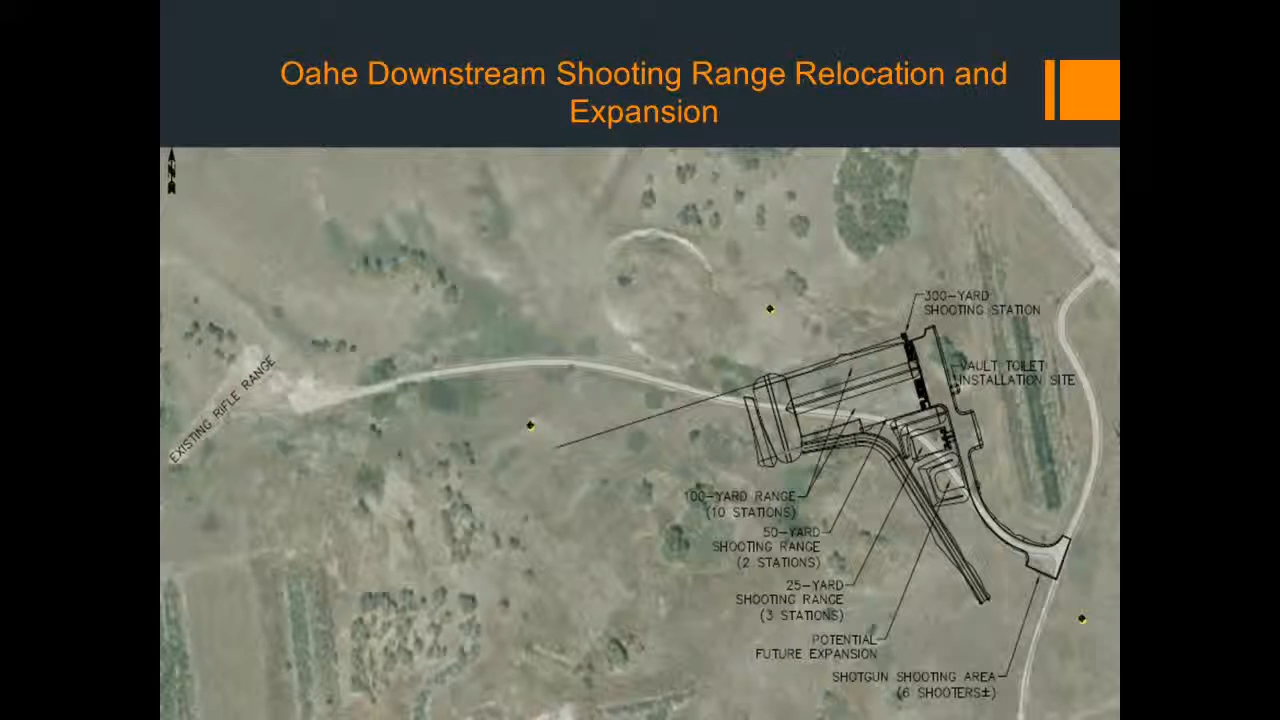 Oahe Downstream Shooting Range Relocation and
Expansion
N
300-YARD
SHOOTING STATION
VAULT TOILET
INSTALLATION SITE
EXISTING RIFLE RANGE
100-YARD RANGE
(10 STATIONS)
50-YARD
SHOOTING RANGE
(2 STATIONS)
25-YARD
SHOOTING RANGE
(3 STATIONS)
POTENTIAL
FUTURE EXPANSION
SHOTGUN SHOOTING AREA
(6 SHOOTERS±)